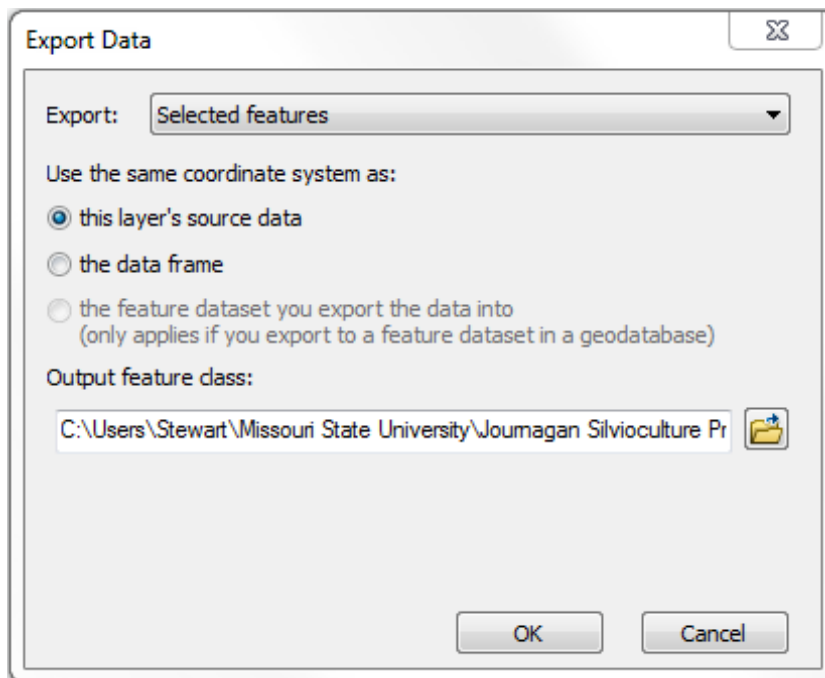 Export Data
Export: Selected features
Use the same coordinate system as:
this layer's source data
the data frame
the feature dataset you export the data into
(only applies if you export to a feature dataset in a geodatabase)
Output feature class:
C:\Users\Stewart\Missouri State University\Journagan Silvioculture Pr
OK Cancel